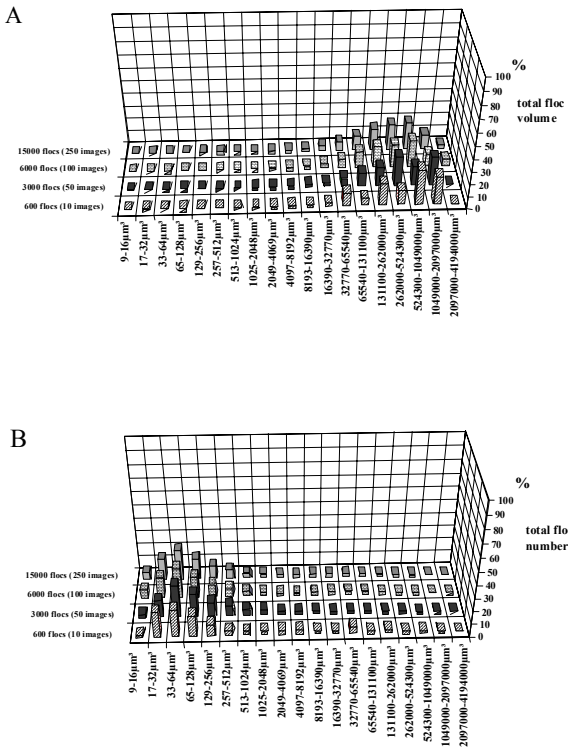 A
%
100
90
80
70
60
50
40
30
20
10
0
total floc
volume
15000 flocs (250 images)
6000 flocs (100 images)
3000 flocs (50 images)
600 flocs (10 images)
9-16µm³
17-32µm³
33-64µm³
65-128µm³
129-256µm³
257-512µm³
513-1024µm³
1025-2048µm³
2049-4069µm³
4097-8192µm³
8193-16390µm³
16390-32770µm³
32770-65540µm³
65540-131100µm³
131100-262000µm³
262000-524300µm³
524300-1049000µm³
1049000-2097000µm³
2097000-4194000µm³
B
%
100
90
80
70
60
50
40
30
20
10
0
total flo
number
15000 flocs (250 images)
6000 flocs (100 images)
3000 flocs (50 images)
600 flocs (10 images)
9-16µm³
17-32µm³
33-64µm³
65-128µm³
129-256µm³
257-512µm³
513-1024µm³
1025-2048µm³
2049-4069µm³
4097-8192µm³
8193-16390µm³
16390-32770µm³
32770-65540µm³
65540-131100µm³
131100-262000µm³
262000-524300µm³
524300-1049000µm³
1049000-2097000µm³
2097000-4194000µm³